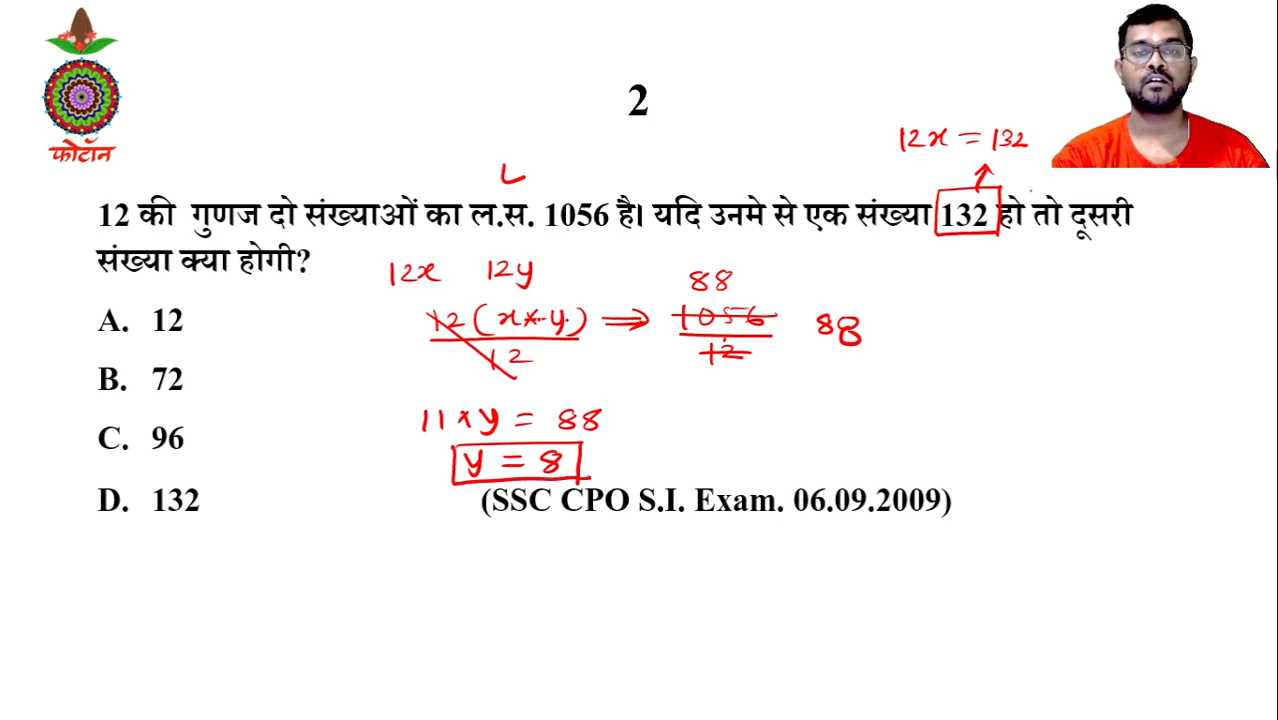 फोटॉन
2
12x = 132
L
12 की गुणज दो संख्याओं का ल.स. 1056 है। यदि उनमे से एक संख्या 132 हो तो दूसरी
संख्या क्या होगी?
12x 12y
88
12 (x × y) ⇒ 1056 88
12 12
A. 12
B. 72
11 × y = 88
C. 96
y = 8
D. 132 (SSC CPO S.I. Exam. 06.09.2009)